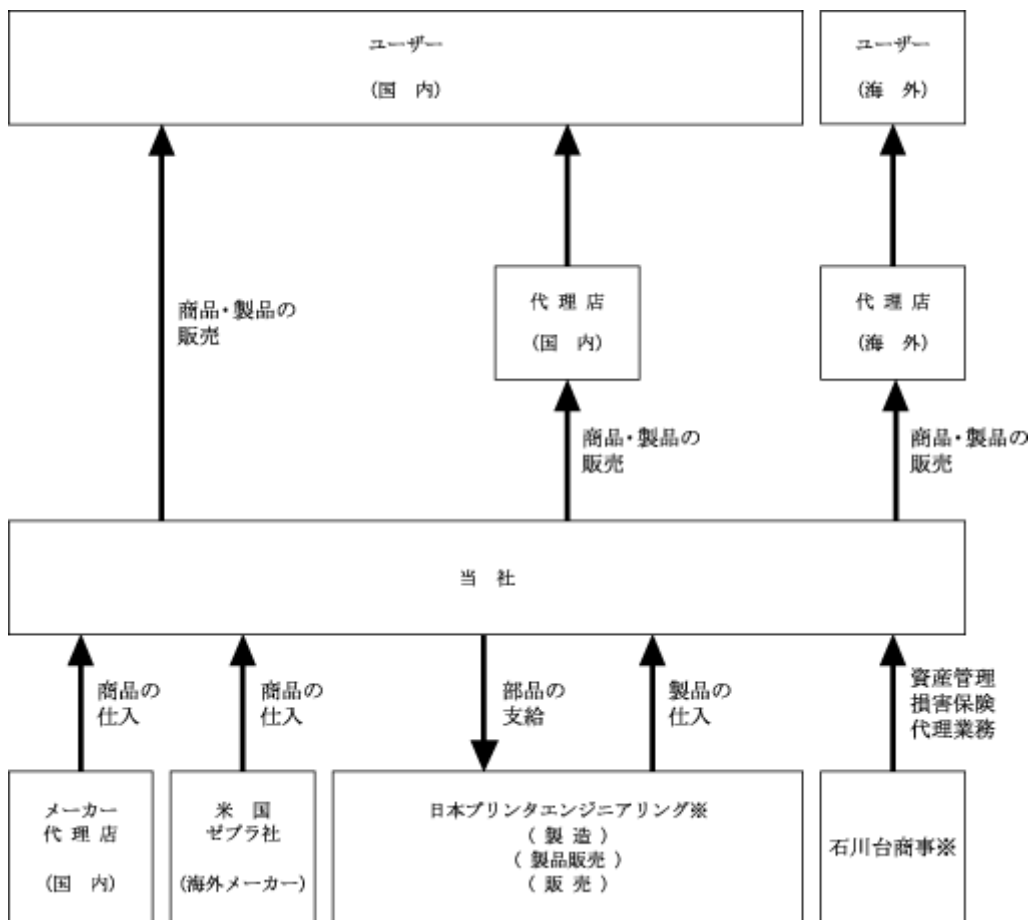 ユーザー
(国 内)
ユーザー
(海 外)
商品・製品の
販売
代 理 店
(国 内)
代 理 店
(海 外)
商品・製品の
販売
商品・製品の
販売
当 社
商品の
仕入
商品の
仕入
部品の
支給
製品の
仕入
資産管理
損害保険
代理業務
メーカー
代 理 店
(国 内)
米 国
ゼブラ社
(海外メーカー)
日本プリンタエンジニアリング※
( 製 造 )
( 製品販売 )
( 販 売 )
石川台商事※